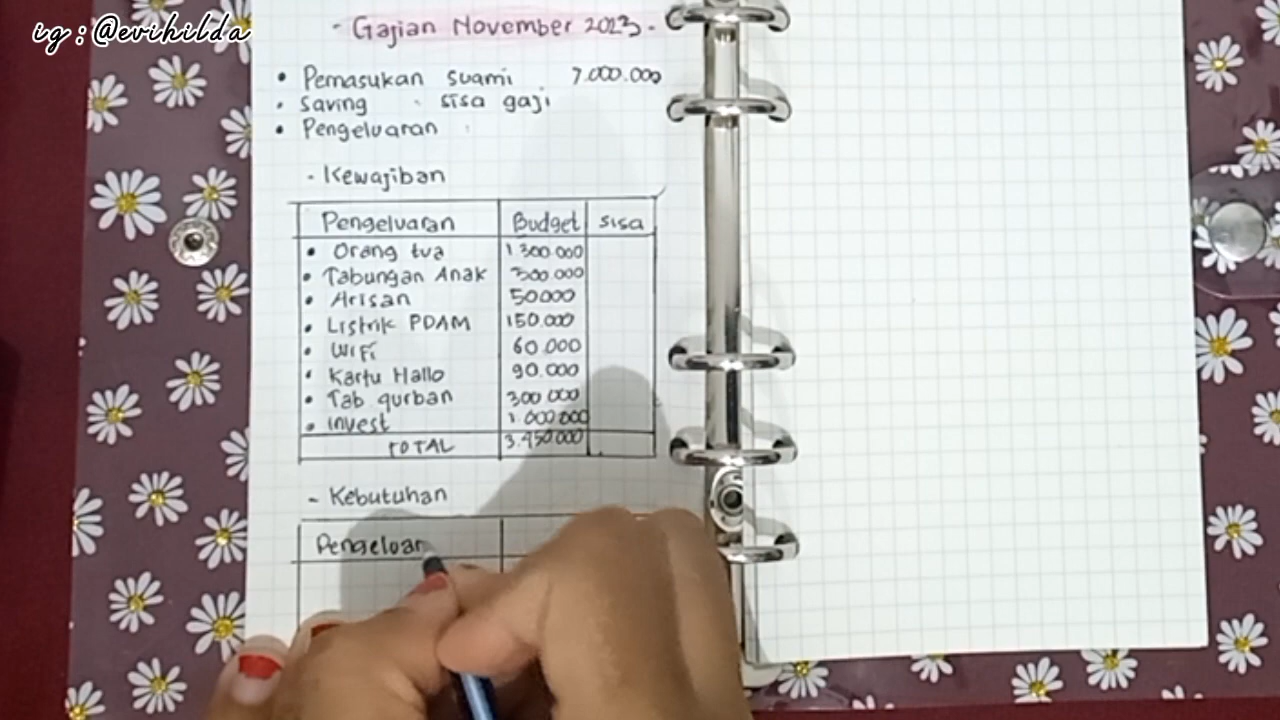 ig : @evihilda
- Gajian November 2023 -
• Pemasukan suami 7.000.000
• Saving sisa gaji
• Pengeluaran
- Kewajiban
Pengeluaran Budget Sisa
• Orang tua 1.300.000
• Tabungan Anak 300.000
• Arisan 50.000
• Listrik PDAM 150.000
• Wifi 60.000
• Kartu Hallo 90.000
• Tab qurban 300.000
• invest 1.000.000
TOTAL 3.450.000
- Kebutuhan
Pengeluar